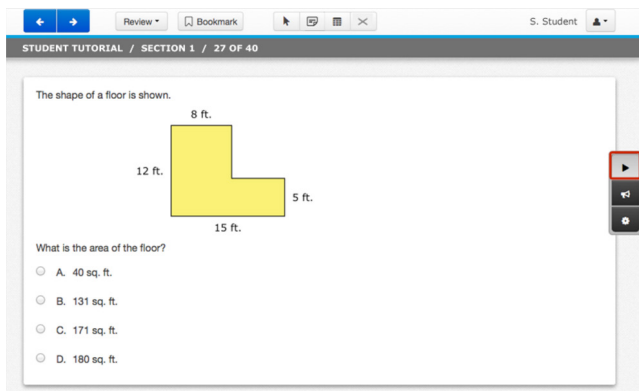 Review
Bookmark
S. Student
STUDENT TUTORIAL / SECTION 1 / 27 OF 40
The shape of a floor is shown.
8 ft.
12 ft.
5 ft.
15 ft.
What is the area of the floor?
A. 40 sq. ft.
B. 131 sq. ft.
C. 171 sq. ft.
D. 180 sq. ft.